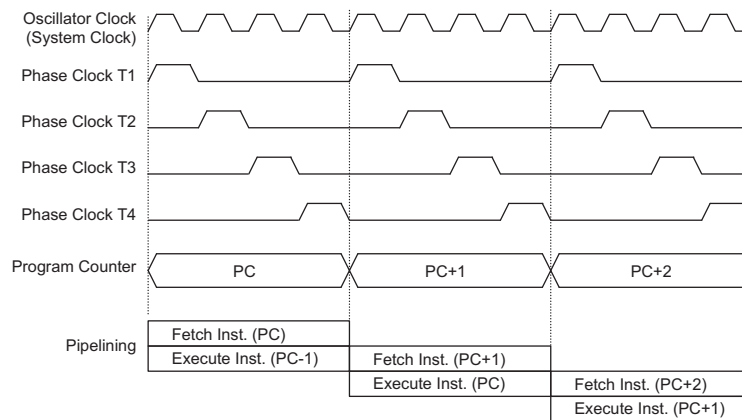 Oscillator Clock
(System Clock)
Phase Clock T1
Phase Clock T2
Phase Clock T3
Phase Clock T4
Program Counter
PC
PC+1
PC+2
Pipelining
Fetch Inst. (PC)
Execute Inst. (PC-1)
Fetch Inst. (PC+1)
Execute Inst. (PC)
Fetch Inst. (PC+2)
Execute Inst. (PC+1)